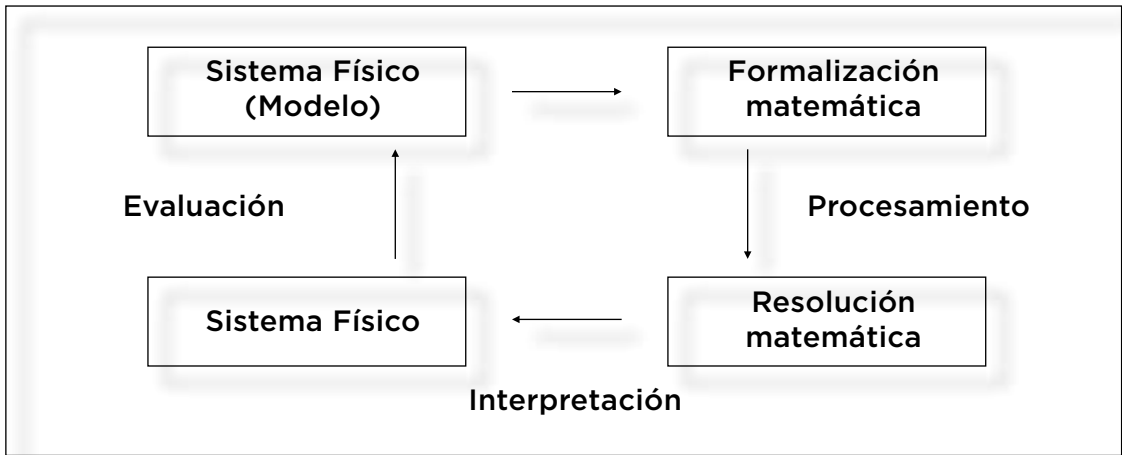 Sistema Físico
(Modelo)
Formalización
matemática
Evaluación
Procesamiento
Sistema Físico
Resolución
matemática
Interpretación